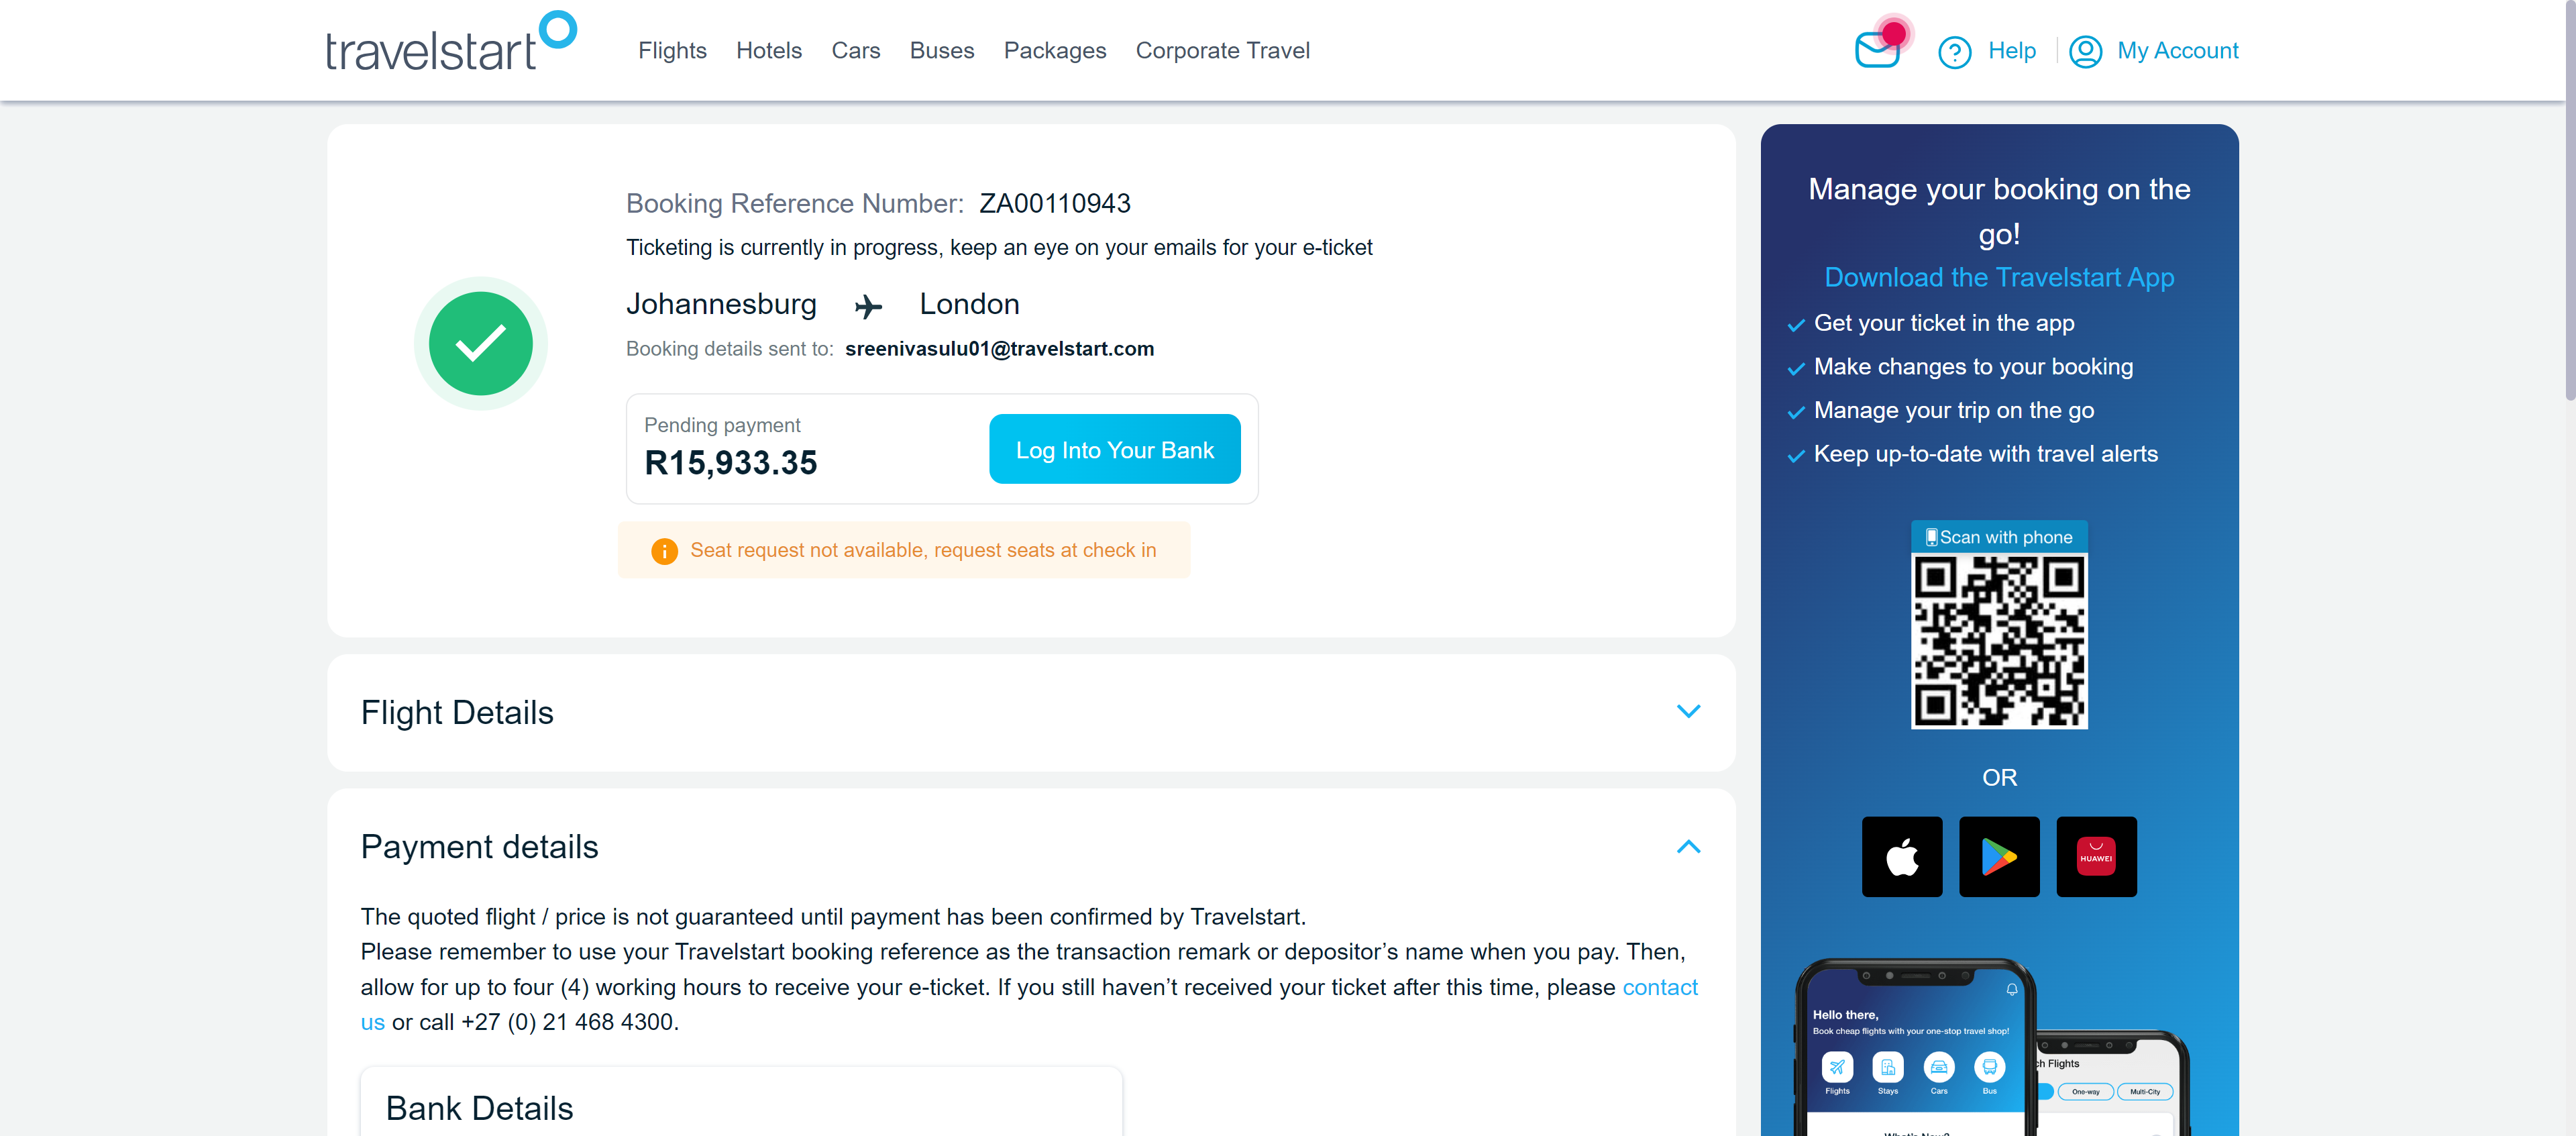 travelstart
Flights Hotels Cars Buses Packages Corporate Travel
Help My Account
Booking Reference Number: ZA00110943
Ticketing is currently in progress, keep an eye on your emails for your e-ticket
Johannesburg London
Booking details sent to: sreenivasulu01@travelstart.com
Pending payment
R15,933.35
Log Into Your Bank
Seat request not available, request seats at check in
Flight Details
Payment details
The quoted flight / price is not guaranteed until payment has been confirmed by Travelstart.
Please remember to use your Travelstart booking reference as the transaction remark or depositor’s name when you pay. Then,
allow for up to four (4) working hours to receive your e-ticket. If you still haven’t received your ticket after this time, please contact
us or call +27 (0) 21 468 4300.
Bank Details
Manage your booking on the
go!
Download the Travelstart App
Get your ticket in the app
Make changes to your booking
Manage your trip on the go
Keep up-to-date with travel alerts
Scan with phone
OR
HUAWEI
Hello there,
Book cheap flights with your one-stop travel shop!
Flights Stays Cars Bus
Flights
One-way Multi-City